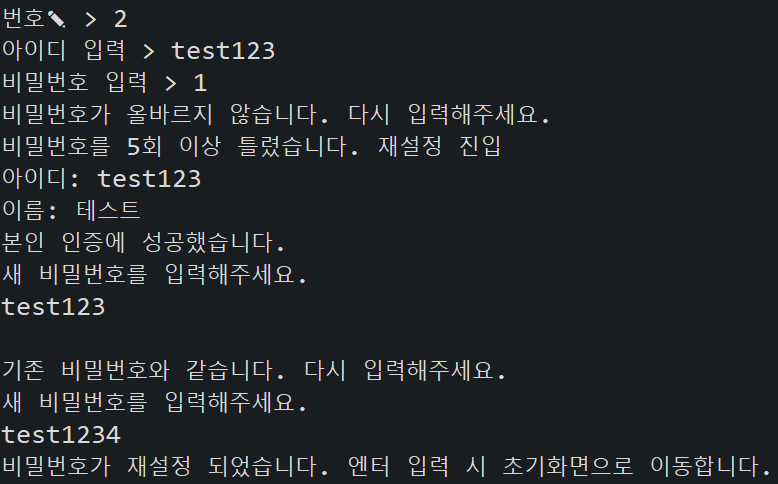 번호✎ > 2
아이디 입력 > test123
비밀번호 입력 > 1
비밀번호가 올바르지 않습니다. 다시 입력해주세요.
비밀번호를 5회 이상 틀렸습니다. 재설정 진입
아이디: test123
이름: 테스트
본인 인증에 성공했습니다.
새 비밀번호를 입력해주세요.
test123
기존 비밀번호와 같습니다. 다시 입력해주세요.
새 비밀번호를 입력해주세요.
test1234
비밀번호가 재설정 되었습니다. 엔터 입력 시 초기화면으로 이동합니다.